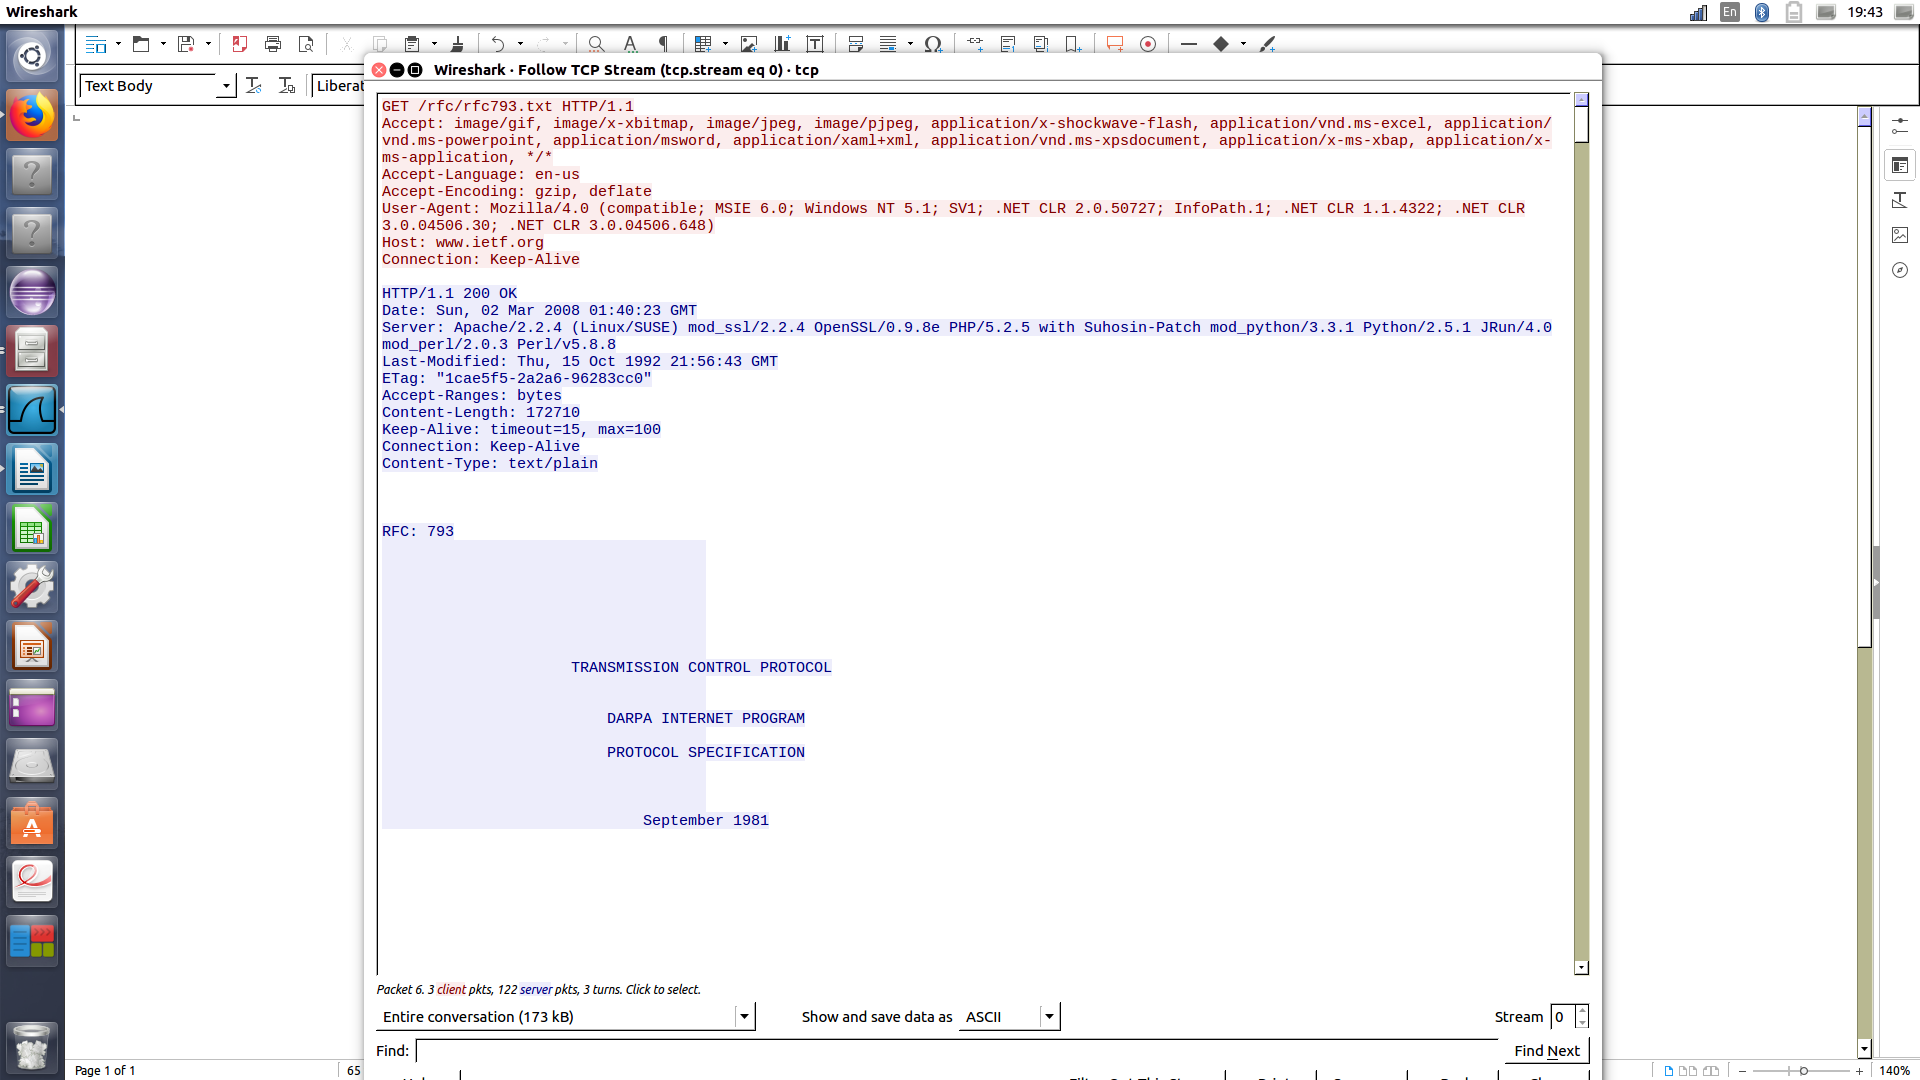 Wireshark
En
19:43
Text Body
Liberat
Wireshark · Follow TCP Stream (tcp.stream eq 0) · tcp
GET /rfc/rfc793.txt HTTP/1.1
Accept: image/gif, image/x-xbitmap, image/jpeg, image/pjpeg, application/x-shockwave-flash, application/vnd.ms-excel, application/
vnd.ms-powerpoint, application/msword, application/xaml+xml, application/vnd.ms-xpsdocument, application/x-ms-xbap, application/x-
ms-application, */*
Accept-Language: en-us
Accept-Encoding: gzip, deflate
User-Agent: Mozilla/4.0 (compatible; MSIE 6.0; Windows NT 5.1; SV1; .NET CLR 2.0.50727; InfoPath.1; .NET CLR 1.1.4322; .NET CLR
3.0.04506.30; .NET CLR 3.0.04506.648)
Host: www.ietf.org
Connection: Keep-Alive
HTTP/1.1 200 OK
Date: Sun, 02 Mar 2008 01:40:23 GMT
Server: Apache/2.2.4 (Linux/SUSE) mod_ssl/2.2.4 OpenSSL/0.9.8e PHP/5.2.5 with Suhosin-Patch mod_python/3.3.1 Python/2.5.1 JRun/4.0
mod_perl/2.0.3 Perl/v5.8.8
Last-Modified: Thu, 15 Oct 1992 21:56:43 GMT
ETag: "1cae5f5-2a2a6-96283cc0"
Accept-Ranges: bytes
Content-Length: 172710
Keep-Alive: timeout=15, max=100
Connection: Keep-Alive
Content-Type: text/plain
RFC: 793
TRANSMISSION CONTROL PROTOCOL
DARPA INTERNET PROGRAM
PROTOCOL SPECIFICATION
September 1981
Packet 6. 3 client pkts, 122 server pkts, 3 turns. Click to select.
Entire conversation (173 kB)
Show and save data as ASCII
Stream 0
Find:
Find Next
Page 1 of 1
65
140%